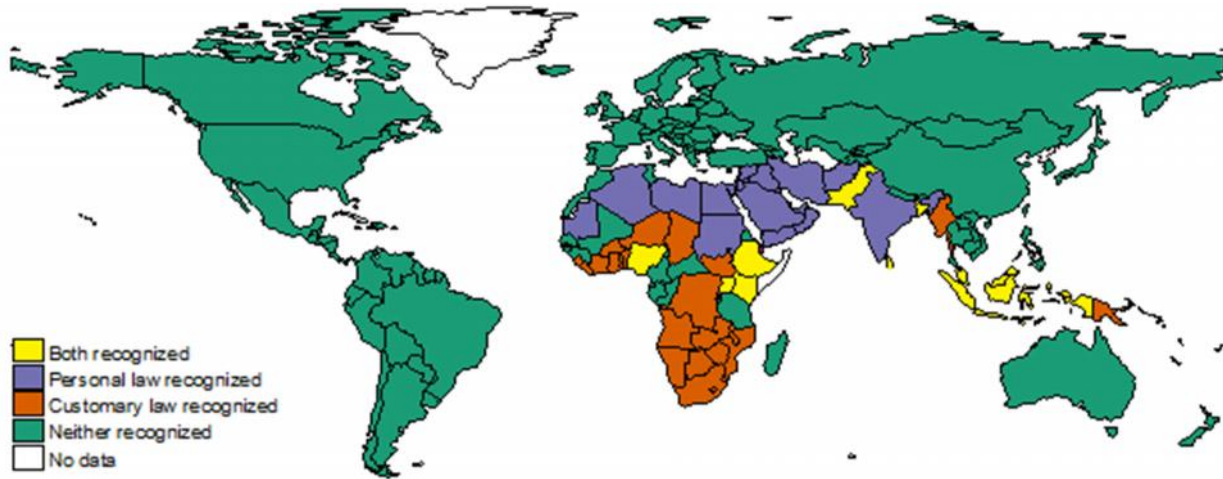 Both recognized
Personal law recognized
Customary law recognized
Neither recognized
No data